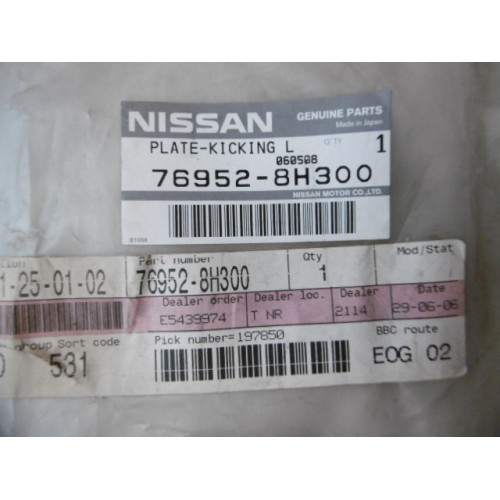 NISSAN GENUINE PARTS
Made in Japan
PLATE-KICKING L Q'TY 1
060508
76952-8H300 NISSAN MOTOR CO.,LTD.
Part number Qty Mod/Stat
1-25-01-02 76952-8H300 1
Dealer order Dealer loc. Dealer Date
E5439974 T NR 2114 29-06-06
group Sort code Pick number=197850 BBC route
531 EOG 02